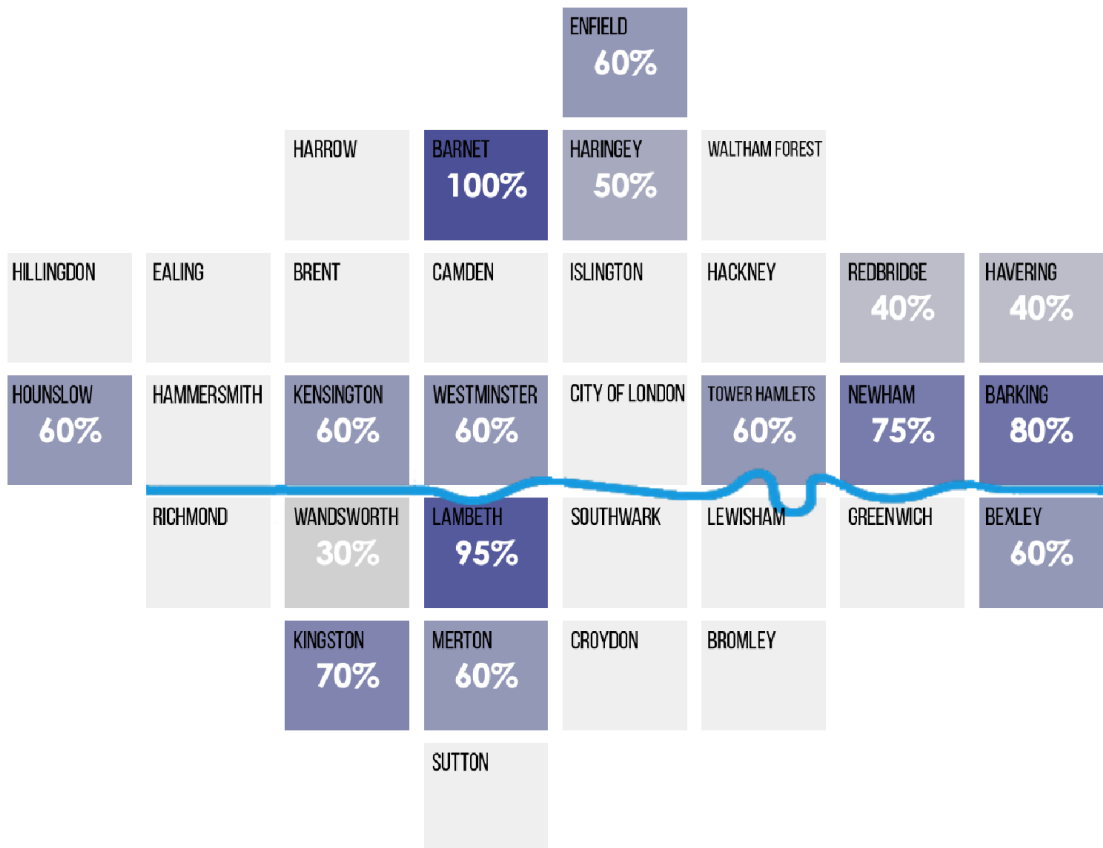 ENFIELD
60%
HARROW
BARNET
100%
HARINGEY
50%
WALTHAM FOREST
HILLINGDON
EALING
BRENT
CAMDEN
ISLINGTON
HACKNEY
REDBRIDGE
40%
HAVERING
40%
HOUNSLOW
60%
HAMMERSMITH
KENSINGTON
60%
WESTMINSTER
60%
CITY OF LONDON
TOWER HAMLETS
60%
NEWHAM
75%
BARKING
80%
RICHMOND
WANDSWORTH
30%
LAMBETH
95%
SOUTHWARK
LEWISHAM
GREENWICH
BEXLEY
60%
KINGSTON
70%
MERTON
60%
CROYDON
BROMLEY
SUTTON